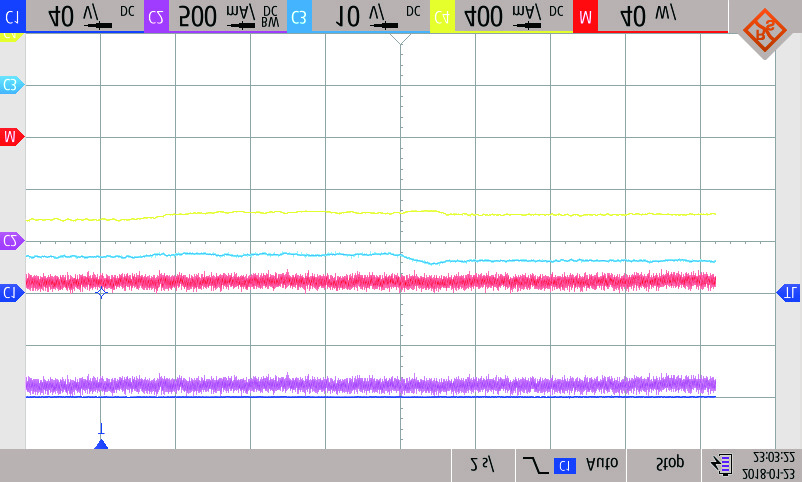 C1 40 V/ DC C2 500 mA/ DC BW C3 10 V/ DC C4 400 mA/ DC M 40 W/ R S
C4
C3
M
C2
C1 TL
T
2 s/ C1 Auto Stop 23:03:22
2018-01-23